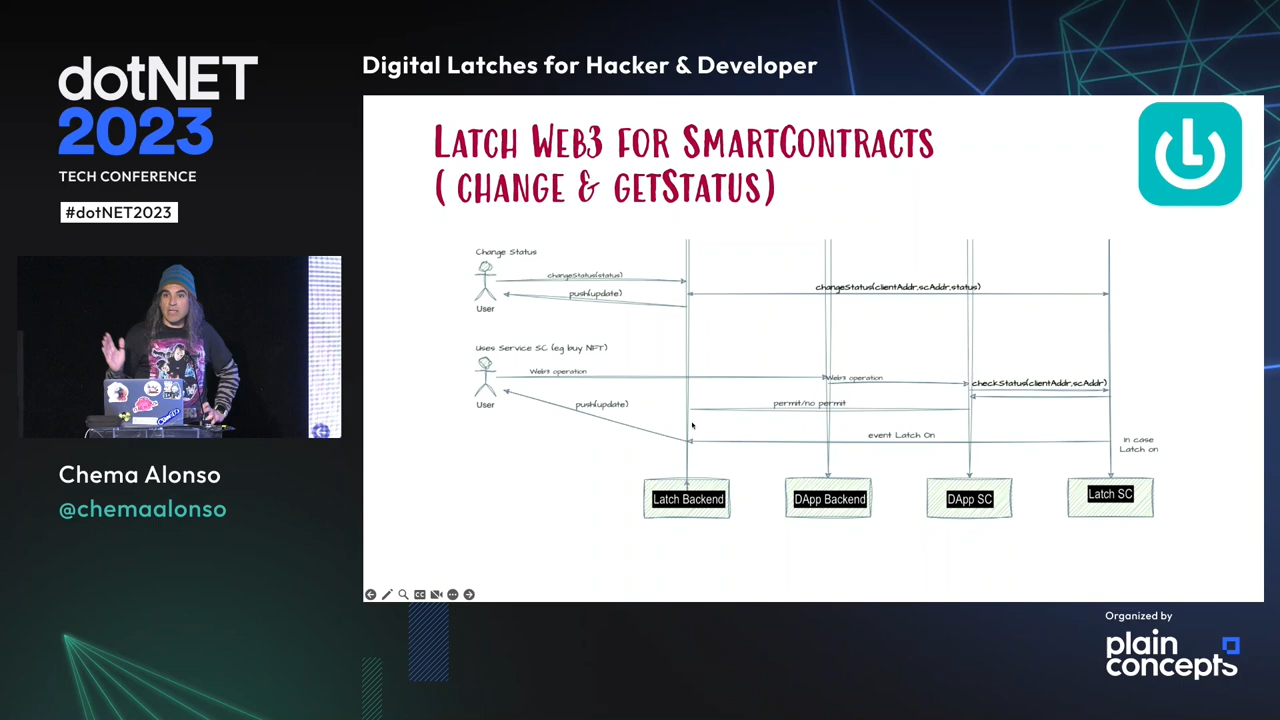 dotNET
2023
TECH CONFERENCE
#dotNET2023
Digital Latches for Hacker & Developer
LATCH WEB3 FOR SMARTCONTRACTS
( CHANGE & GETSTATUS)
Change Status
changeStatus(status)
push(update)
User
changeStatus(clientAddr,scAddr,status)
Uses Service SC (eg buy NFT)
Web3 operation
Web3 operation
checkStatus(clientAddr,scAddr)
User
push(update)
permit/no permit
event Latch On
In case
Latch on
Latch Backend
DApp Backend
DApp SC
Latch SC
Chema Alonso
@chemaalonso
Organized by
plain
concepts